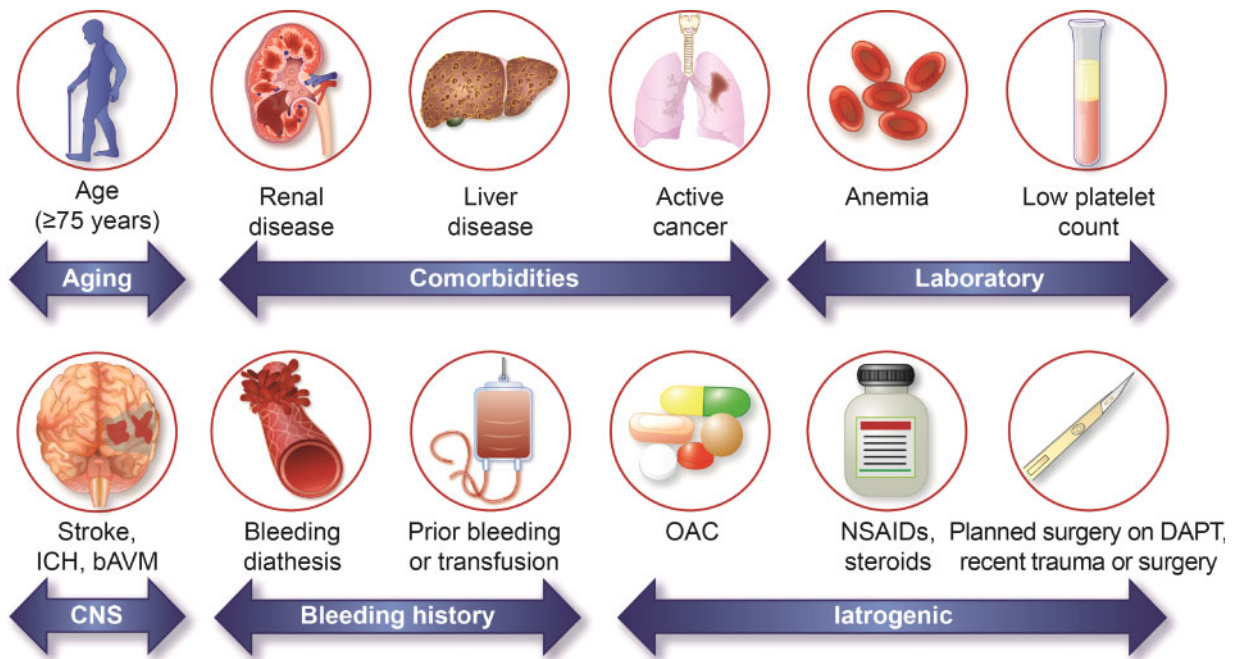 Age
(≥75 years)
Renal
disease
Liver
disease
Active
cancer
Anemia
Low platelet
count
Aging
Comorbidities
Laboratory
Stroke,
ICH, bAVM
Bleeding
diathesis
Prior bleeding
or transfusion
OAC
NSAIDs,
steroids
Planned surgery on DAPT,
recent trauma or surgery
CNS
Bleeding history
Iatrogenic